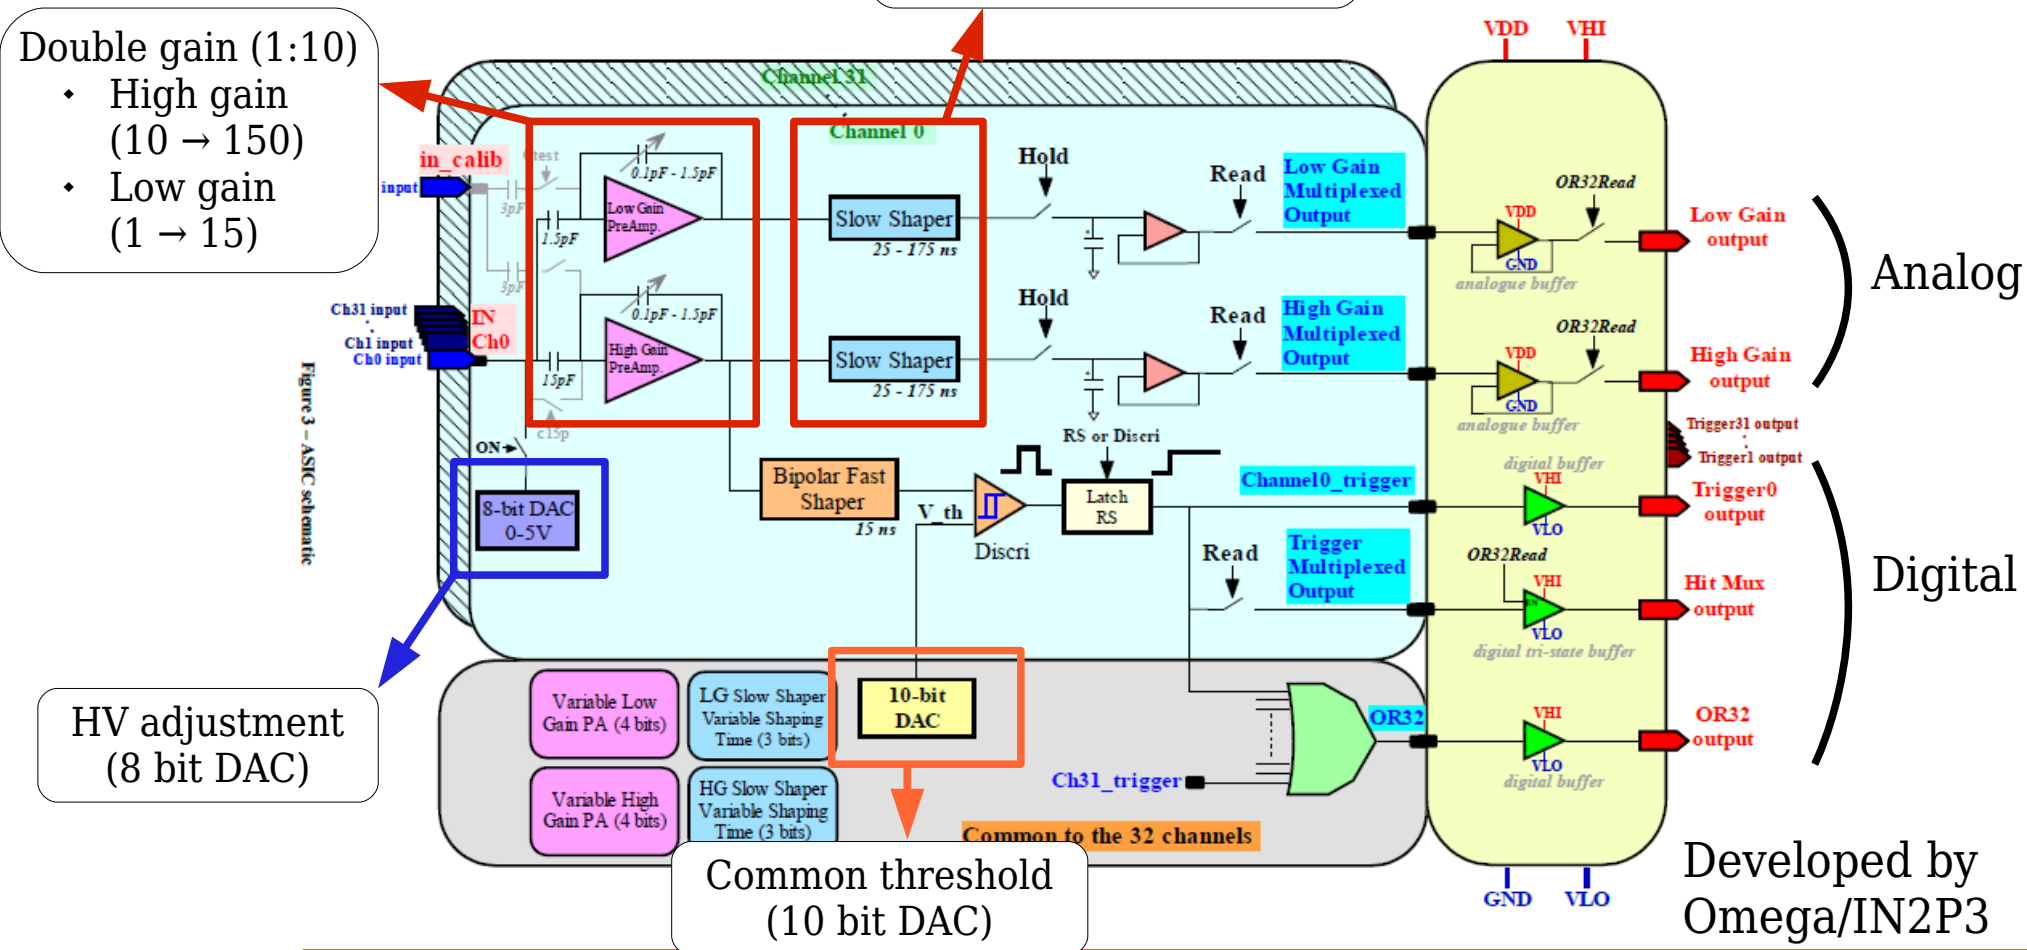 Double gain (1:10)
• High gain
(10 → 150)
• Low gain
(1 → 15)
VDD VHI
Channel 31
Channel 0
in_calib
input
Ctest
3pF
3pF
0.1pF - 1.5pF
Low Gain
PreAmp.
1.5pF
Slow Shaper
25 - 175 ns
Hold
Read
Low Gain
Multiplexed
Output
OR32Read
VDD
GND
analogue buffer
Low Gain
output
Analog
Ch31 input
Ch1 input
Ch0 input
IN
Ch0
0.1pF - 1.5pF
High Gain
PreAmp.
15pF
c15p
Slow Shaper
25 - 175 ns
Hold
Read
High Gain
Multiplexed
Output
OR32Read
VDD
GND
analogue buffer
High Gain
output
Figure 3 – ASIC schematic
ON
8-bit DAC
0-5V
Bipolar Fast
Shaper
15 ns
V_th
Discri
RS or Discri
Latch
RS
Channel0_trigger
Trigger31 output
Trigger1 output
digital buffer
VHI
VLO
Trigger0
output
Digital
Read
Trigger
Multiplexed
Output
OR32Read
VHI
EN
VLO
digital tri-state buffer
Hit Mux
output
HV adjustment
(8 bit DAC)
Variable Low
Gain PA (4 bits)
LG Slow Shaper
Variable Shaping
Time (3 bits)
10-bit
DAC
Variable High
Gain PA (4 bits)
HG Slow Shaper
Variable Shaping
Time (3 bits)
Ch31_trigger
OR32
VHI
VLO
digital buffer
OR32
output
Common to the 32 channels
Common threshold
(10 bit DAC)
GND VLO
Developed by
Omega/IN2P3